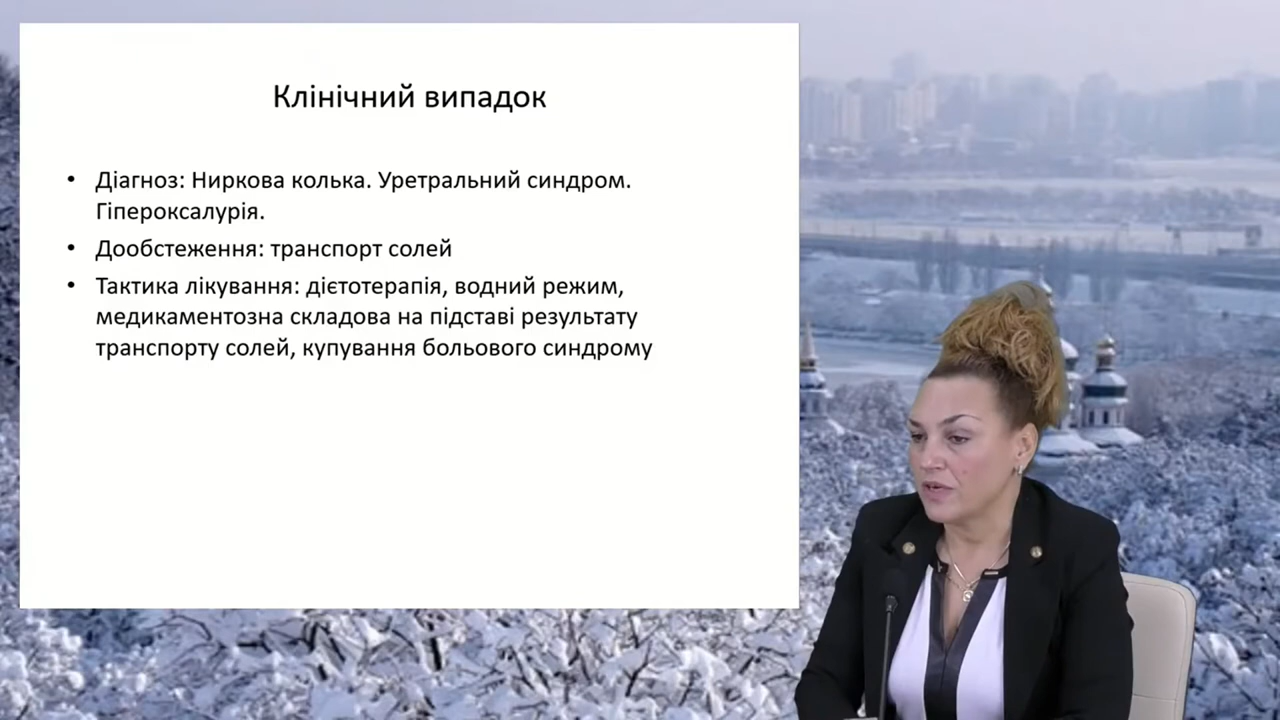 Клінічний випадок
• Діагноз: Ниркова колька. Уретральний синдром.
Гіпероксалурія.
• Дообстеження: транспорт солей
• Тактика лікування: дієтотерапія, водний режим,
медикаментозна складова на підставі результату
транспорту солей, купування больового синдрому